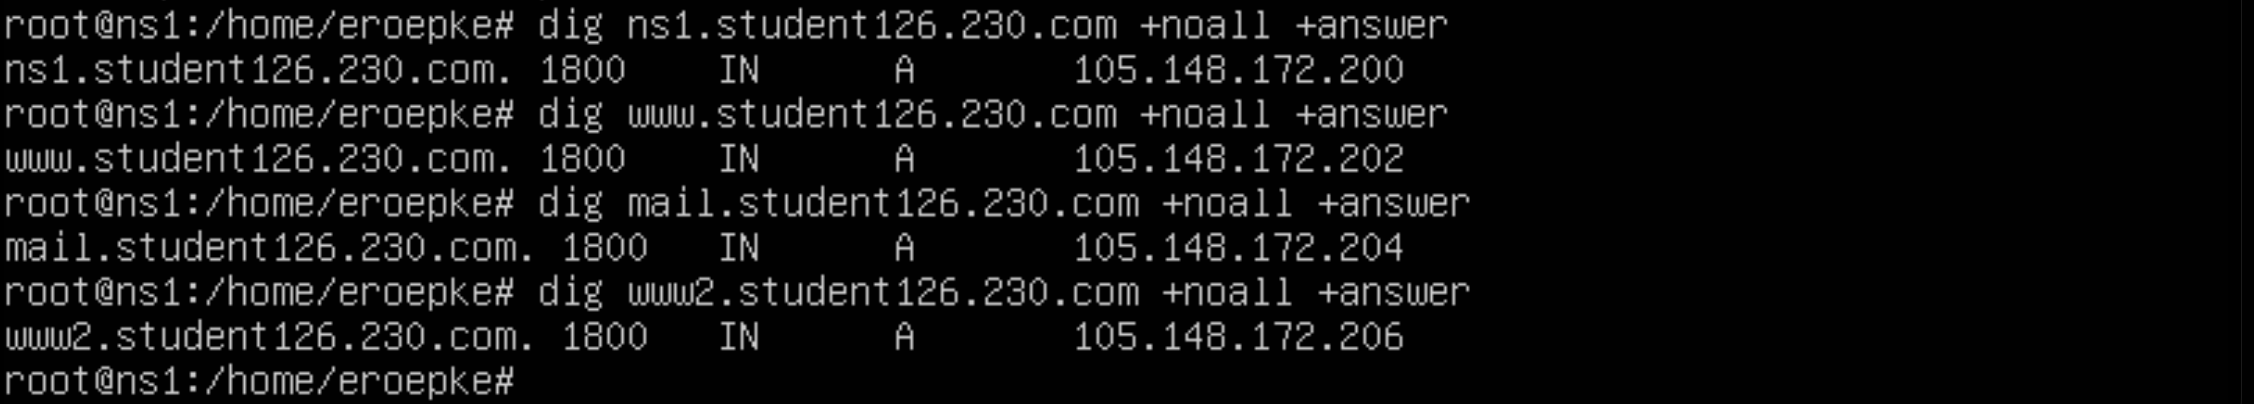 root@ns1:/home/eroepke# dig ns1.student126.230.com +noall +answer
ns1.student126.230.com. 1800 IN A 105.148.172.200
root@ns1:/home/eroepke# dig www.student126.230.com +noall +answer
www.student126.230.com. 1800 IN A 105.148.172.202
root@ns1:/home/eroepke# dig mail.student126.230.com +noall +answer
mail.student126.230.com. 1800 IN A 105.148.172.204
root@ns1:/home/eroepke# dig www2.student126.230.com +noall +answer
www2.student126.230.com. 1800 IN A 105.148.172.206
root@ns1:/home/eroepke#